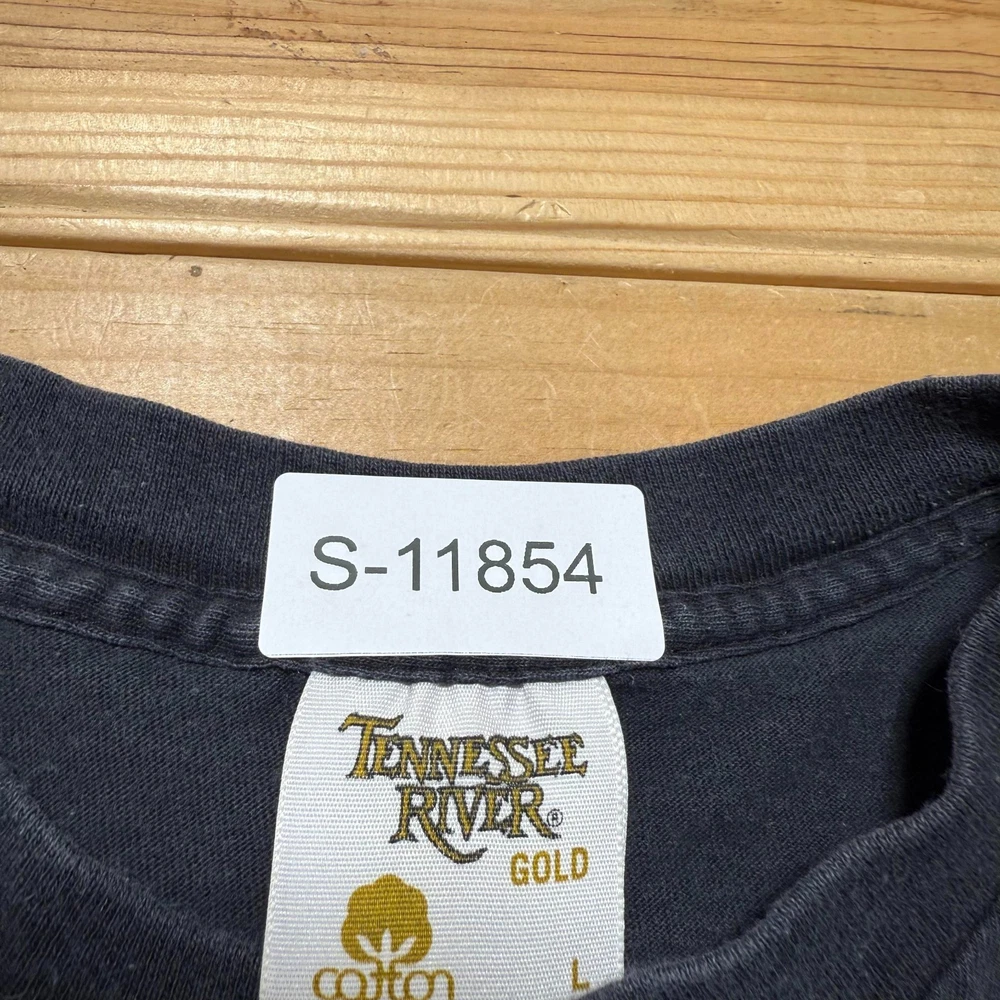 S-11854
TENNESSEE
RIVER®
GOLD
cotton
L